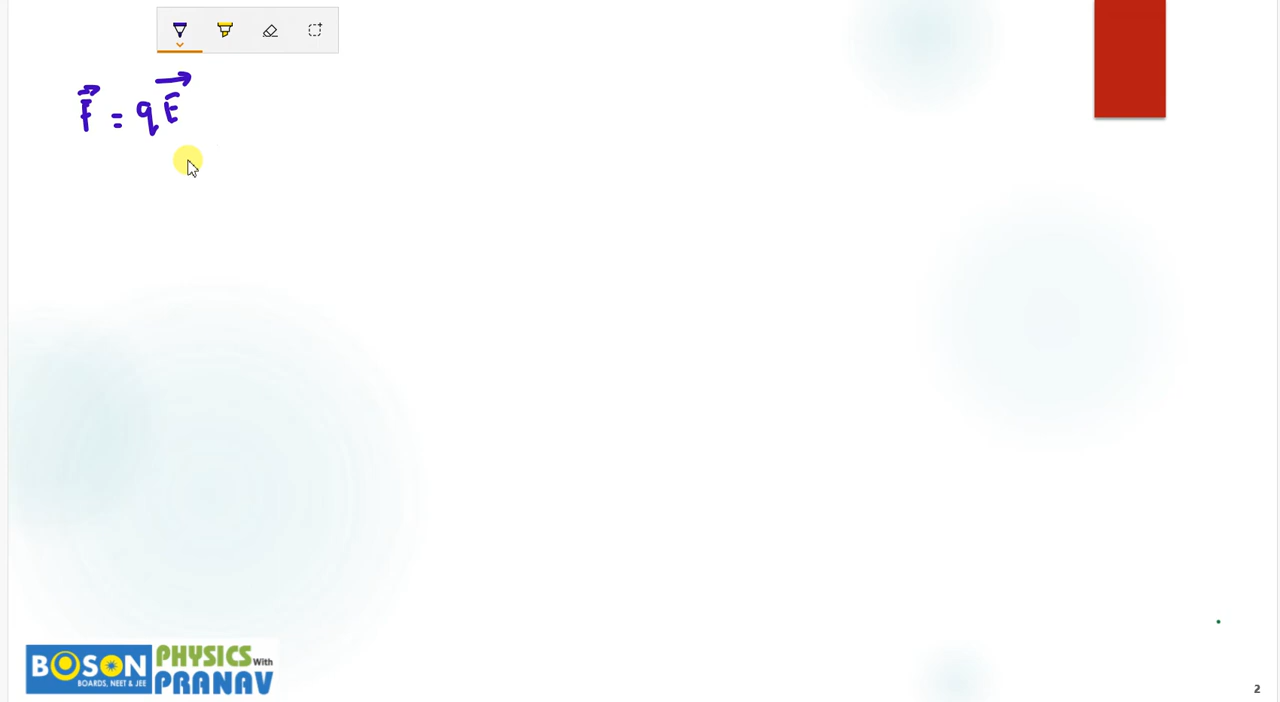 F⃗ = qE⃗
BOSON PHYSICS With
BOARDS, NEET & JEE PRANAV
2